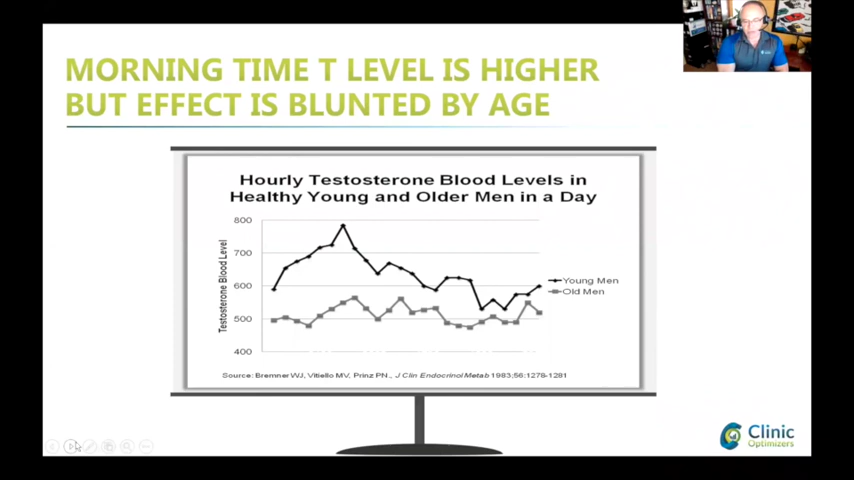 MORNING TIME T LEVEL IS HIGHER
BUT EFFECT IS BLUNTED BY AGE
Hourly Testosterone Blood Levels in
Healthy Young and Older Men in a Day
Testosterone Blood Level
800
700
600
500
400
Young Men
Old Men
Source: Bremner WJ, Vitiello MV, Prinz PN., J Clin Endocrinol Metab 1983;56:1278-1281
Clinic
Optimizers